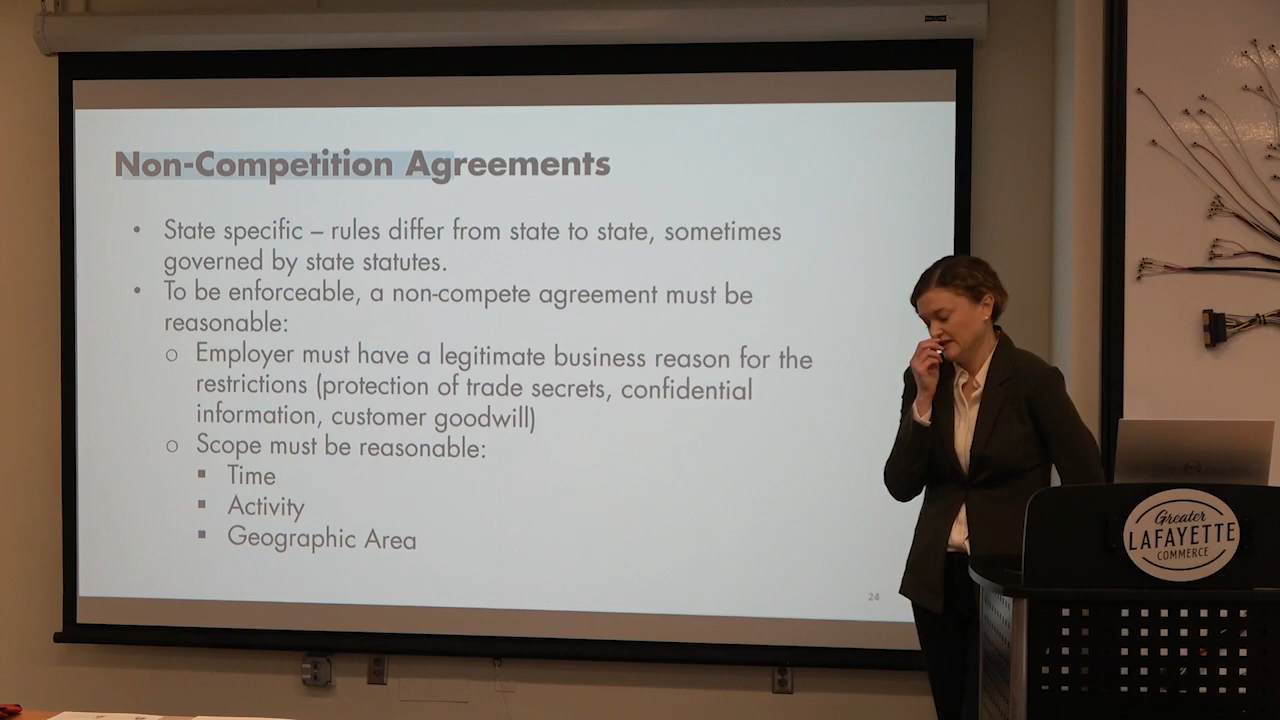 Non-Competition Agreements
• State specific – rules differ from state to state, sometimes
governed by state statutes.
• To be enforceable, a non-compete agreement must be
reasonable:
o Employer must have a legitimate business reason for the
restrictions (protection of trade secrets, confidential
information, customer goodwill)
o Scope must be reasonable:
▪ Time
▪ Activity
▪ Geographic Area
24
Greater
LAFAYETTE
COMMERCE